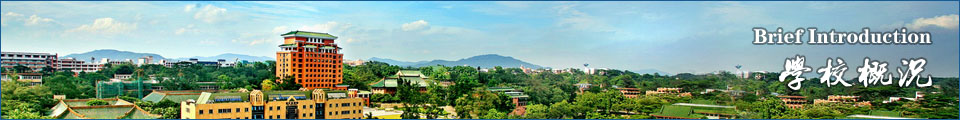 Brief Introduction
学校概况